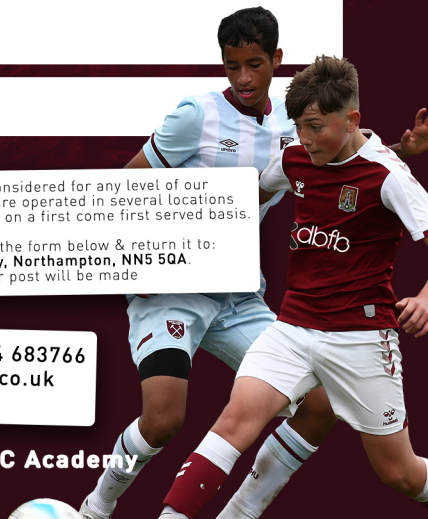 onsidered for any level of our
re operated in several locations
on a first come first served basis.
the form below & return it to:
y, Northampton, NN5 5QA.
r post will be made
4 683766
co.uk
C Academy
umbro
hummel
dbfb